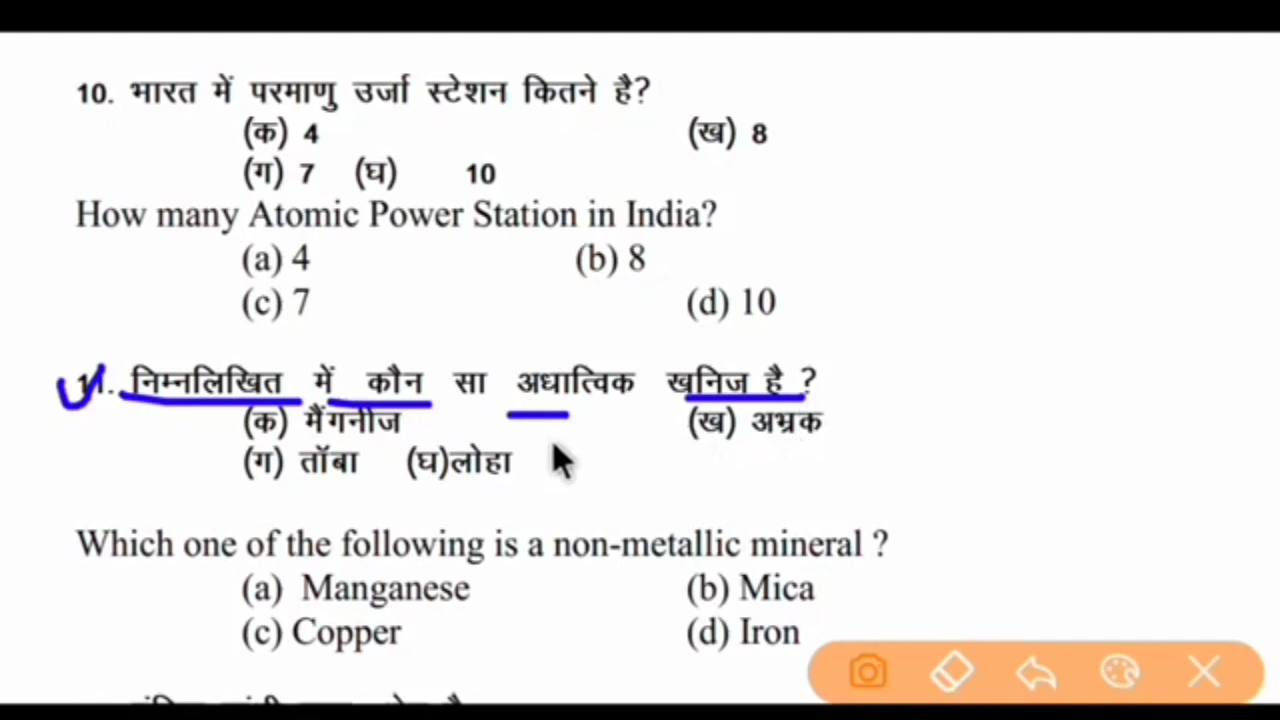 10. भारत में परमाणु उर्जा स्टेशन कितने है?
(क) 4 (ख) 8
(ग) 7 (घ) 10
How many Atomic Power Station in India?
(a) 4 (b) 8
(c) 7 (d) 10
11. निम्नलिखित में कौन सा अधात्विक खनिज है ?
(क) मैंगनीज (ख) अभ्रक
(ग) ताँबा (घ)लोहा
Which one of the following is a non-metallic mineral ?
(a) Manganese (b) Mica
(c) Copper (d) Iron